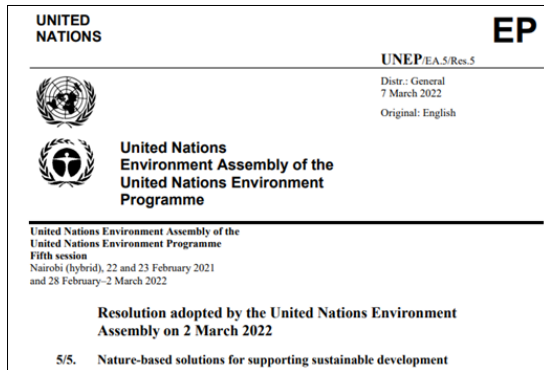 UNITED
NATIONS
EP
UNEP/EA.5/Res.5
Distr.: General
7 March 2022
Original: English
United Nations
Environment Assembly of the
United Nations Environment
Programme
United Nations Environment Assembly of the
United Nations Environment Programme
Fifth session
Nairobi (hybrid), 22 and 23 February 2021
and 28 February–2 March 2022
Resolution adopted by the United Nations Environment
Assembly on 2 March 2022
5/5. Nature-based solutions for supporting sustainable development